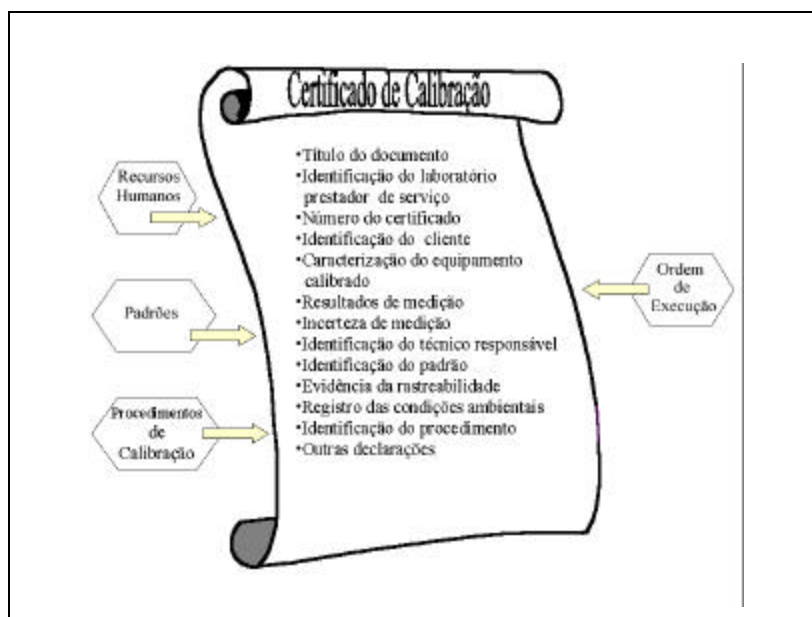 Certificado de Calibração
•Título do documento
•Identificação do laboratório
prestador de serviço
•Número do certificado
•Identificação do cliente
•Caracterização do equipamento
calibrado
•Resultados de medição
•Incerteza de medição
•Identificação do técnico responsável
•Identificação do padrão
•Evidência da rastreabilidade
•Registro das condições ambientais
•Identificação do procedimento
•Outras declarações
Recursos
Humanos
Padrões
Procedimentos
de
Calibração
Ordem
de
Execução